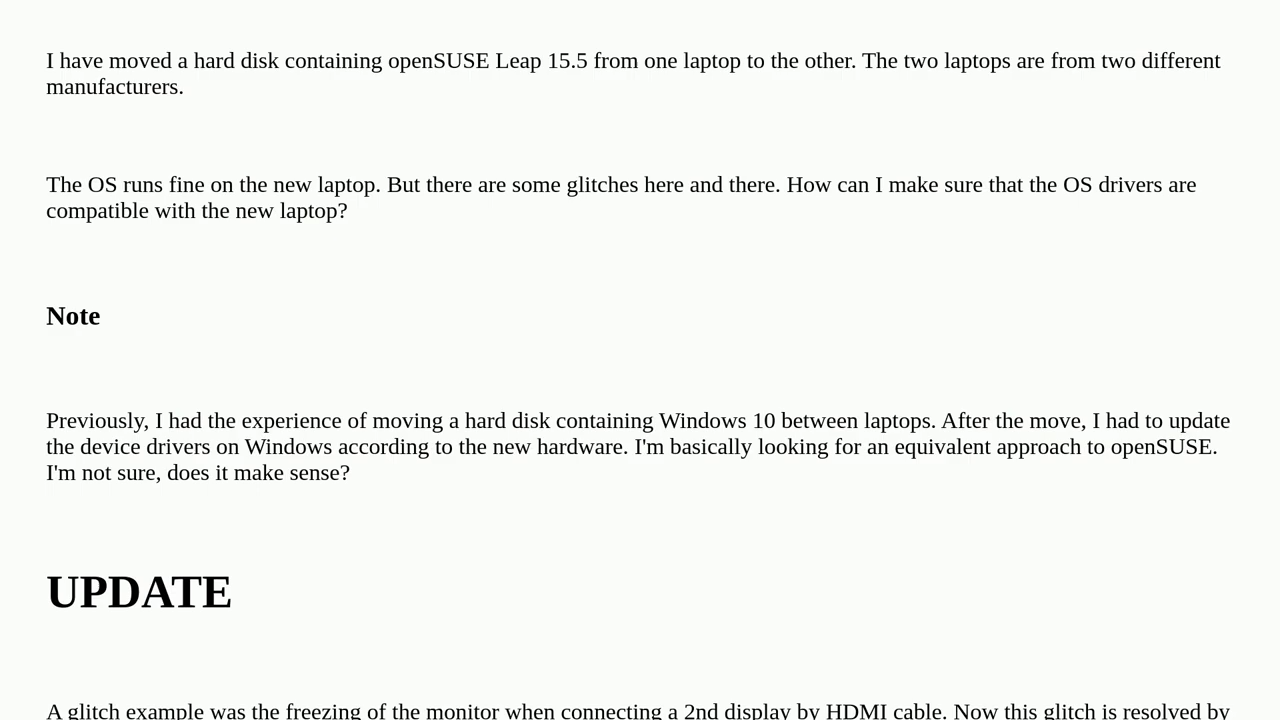 I have moved a hard disk containing openSUSE Leap 15.5 from one laptop to the other. The two laptops are from two different
manufacturers.
The OS runs fine on the new laptop. But there are some glitches here and there. How can I make sure that the OS drivers are
compatible with the new laptop?
Note
Previously, I had the experience of moving a hard disk containing Windows 10 between laptops. After the move, I had to update
the device drivers on Windows according to the new hardware. I'm basically looking for an equivalent approach to openSUSE.
I'm not sure, does it make sense?
UPDATE
A glitch example was the freezing of the monitor when connecting a 2nd display by HDMI cable. Now this glitch is resolved by